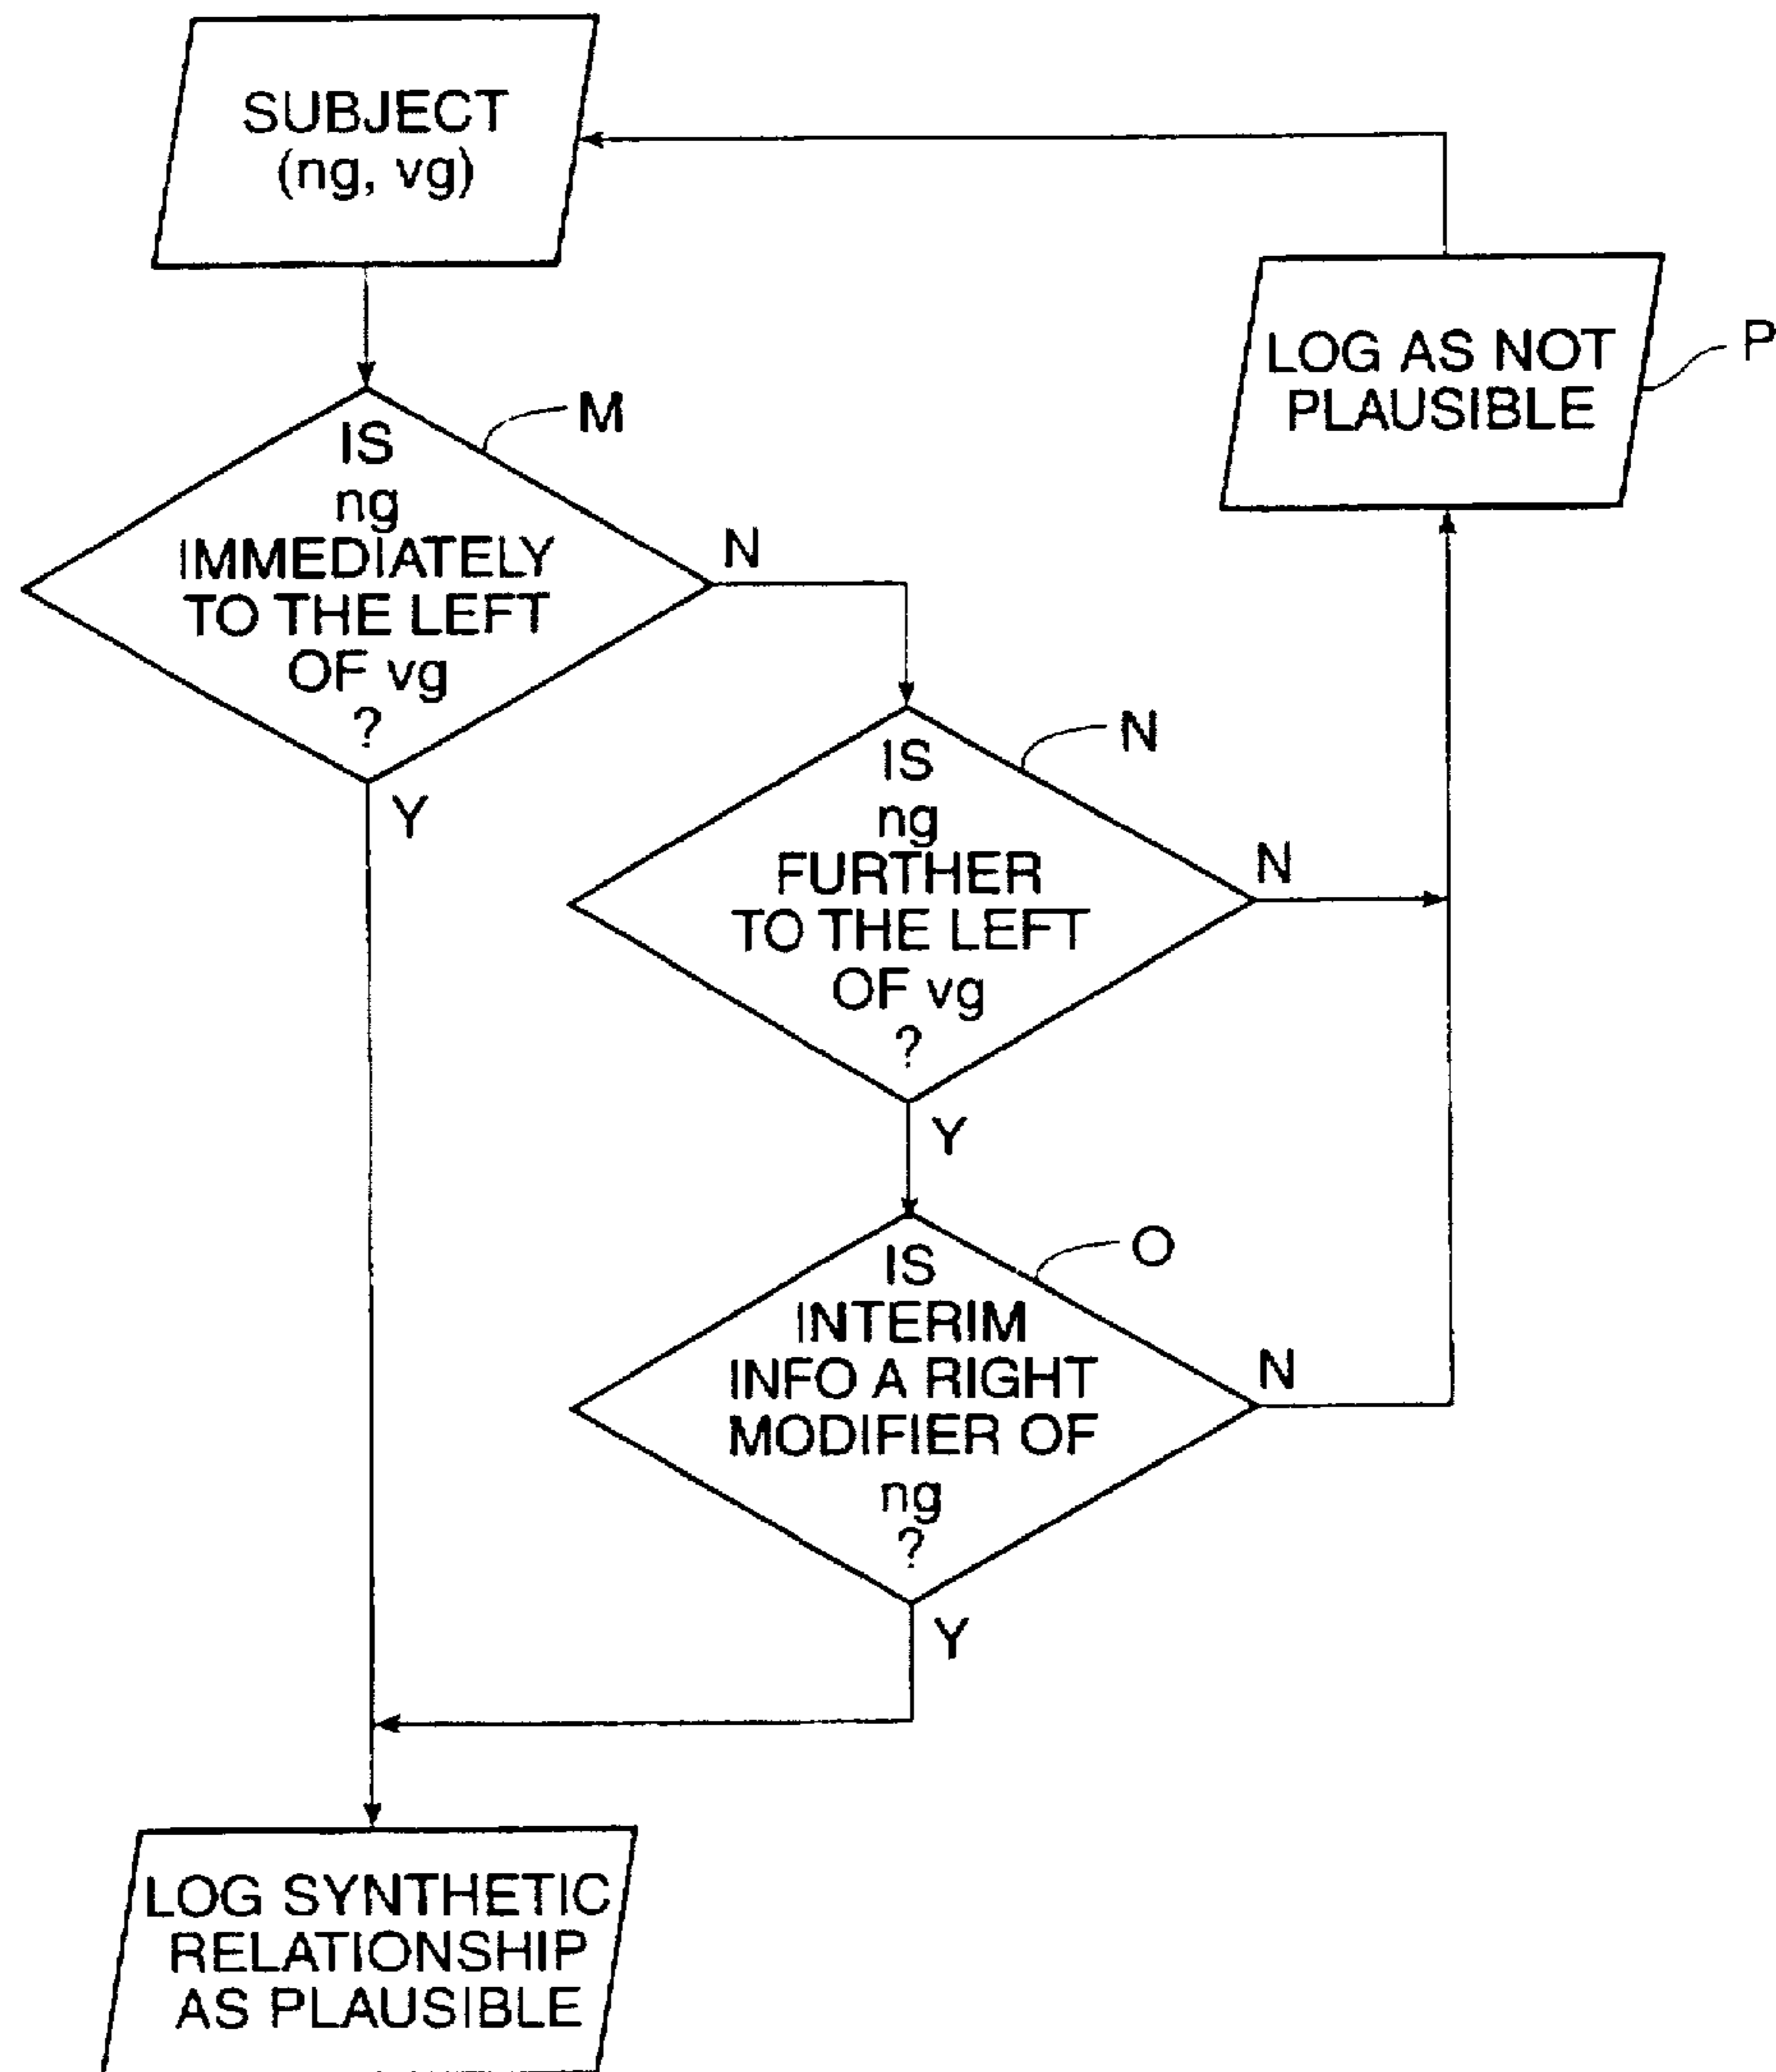 SUBJECT
(ng, vg)
LOG AS NOT
PLAUSIBLE
P
M
IS
ng
IMMEDIATELY
TO THE LEFT
OF vg
?
N
Y
N
IS
ng
FURTHER
TO THE LEFT
OF vg
?
N
Y
O
IS
INTERIM
INFO A RIGHT
MODIFIER OF
ng
?
N
Y
LOG SYNTHETIC
RELATIONSHIP
AS PLAUSIBLE